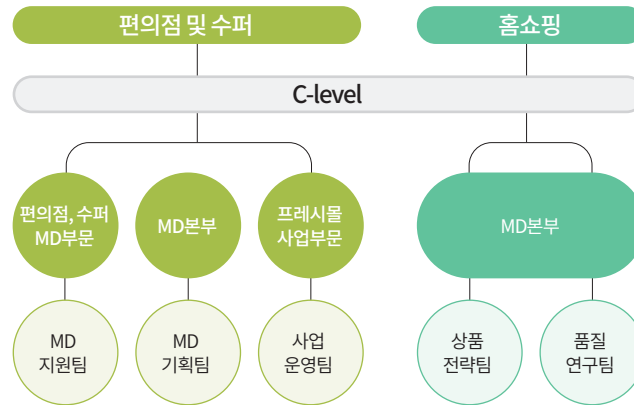 편의점 및 수퍼
홈쇼핑
C-level
편의점, 수퍼
MD부문
MD본부
프레시몰
사업부문
MD본부
MD
지원팀
MD
기획팀
사업
운영팀
상품
전략팀
품질
연구팀